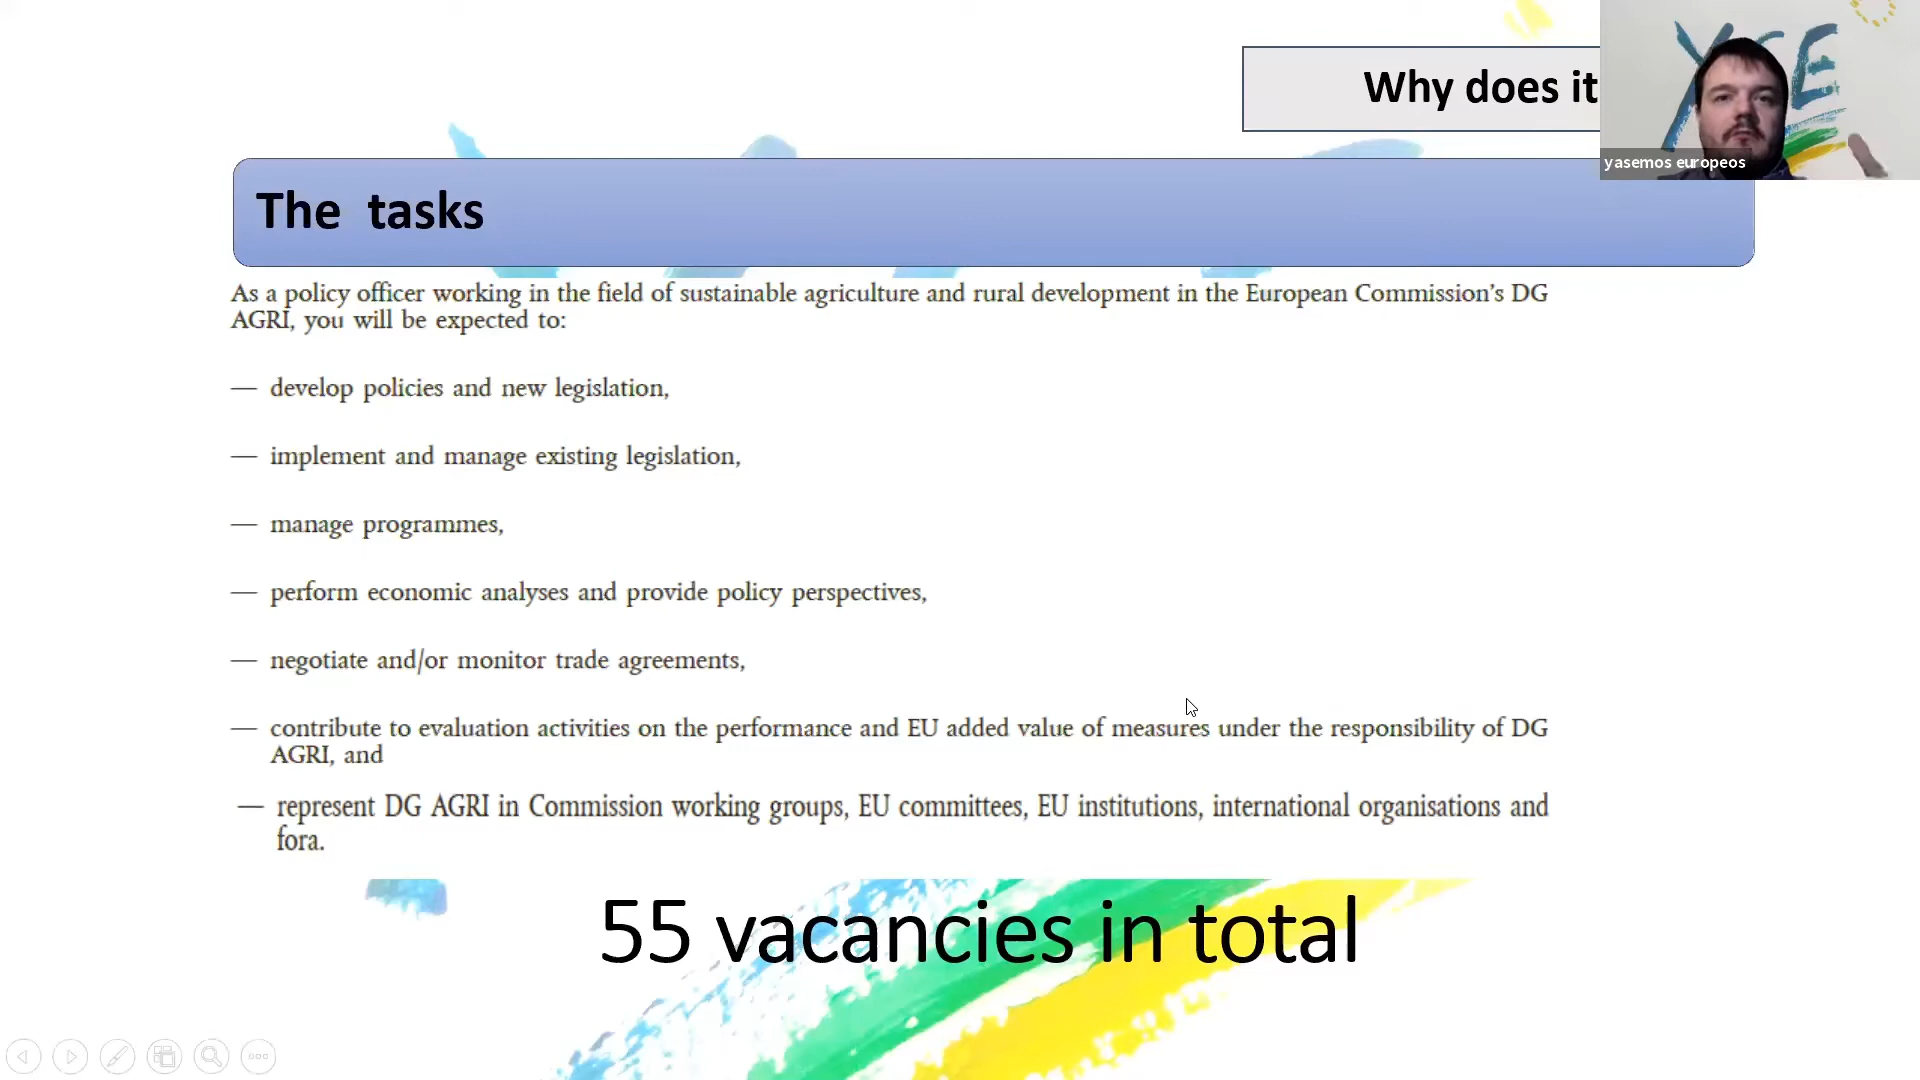 Why does it
YSE
yasemos europeos
The tasks
As a policy officer working in the field of sustainable agriculture and rural development in the European Commission's DG
AGRI, you will be expected to:
— develop policies and new legislation,
— implement and manage existing legislation,
— manage programmes,
— perform economic analyses and provide policy perspectives,
— negotiate and/or monitor trade agreements,
— contribute to evaluation activities on the performance and EU added value of measures under the responsibility of DG
AGRI, and
— represent DG AGRI in Commission working groups, EU committees, EU institutions, international organisations and
fora.
55 vacancies in total